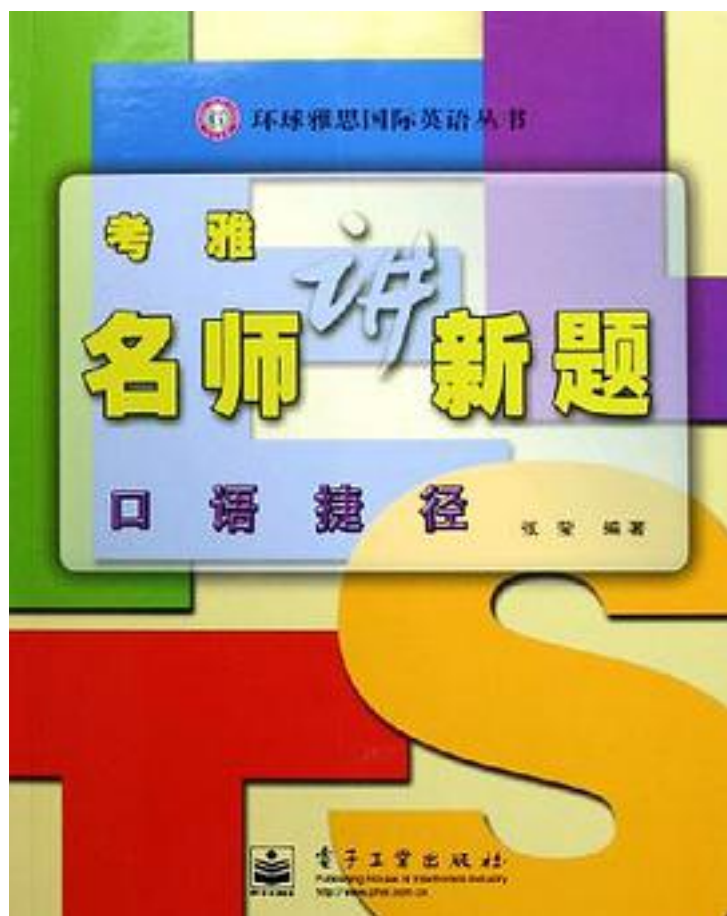 环球雅思国际英语丛书
考雅
名师讲新题
口语捷径
张莹 编著
电子工业出版社
Publishing House of Electronics Industry
http://www.phei.com.cn